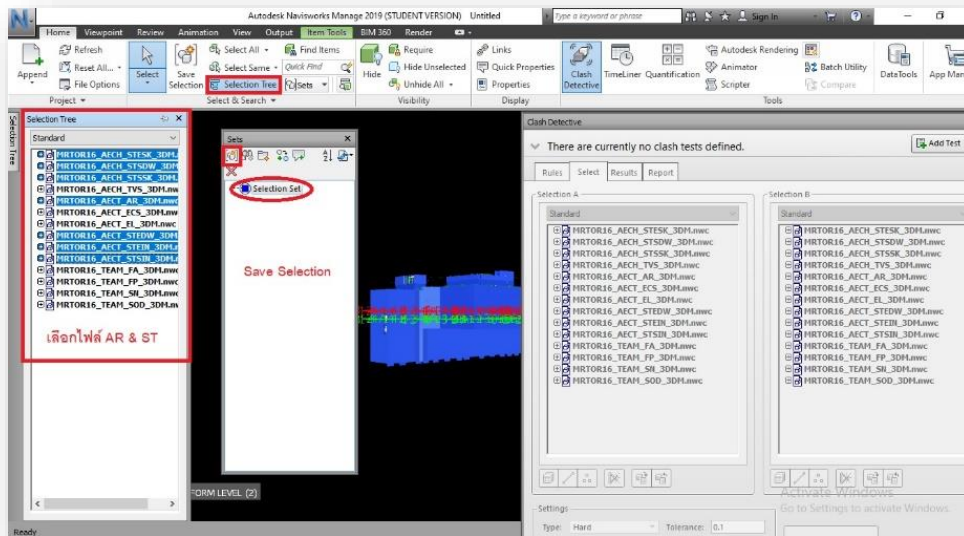 Autodesk Navisworks Manage 2019 (STUDENT VERSION) Untitled
Type a keyword or phrase
Sign In
Home Viewpoint Review Animation View Output Item Tools BIM 360 Render
Append
Refresh
Reset All...
File Options
Project
Select
Save Selection
Select All
Select Same
Selection Tree
Find Items
Quick Find
Sets
Select & Search
Hide
Require
Hide Unselected
Unhide All
Visibility
Links
Quick Properties
Properties
Display
Clash Detective
TimeLiner
Quantification
Autodesk Rendering
Animator
Scripter
Batch Utility
Compare
Tools
DataTools
App Man
Selection Tree
Selection Tree
Standard
MRTOR16_AECH_STESK_3DM.
MRTOR16_AECH_STSDW_3DM
MRTOR16_AECH_STSSK_3DM.
MRTOR16_AECH_TVS_3DM.nw
MRTOR16_AECT_AR_3DM.nwc
MRTOR16_AECT_ECS_3DM.nw
MRTOR16_AECT_EL_3DM.nwc
MRTOR16_AECT_STEDW_3DM
MRTOR16_AECT_STEIN_3DM.
MRTOR16_AECT_STSIN_3DM.
MRTOR16_TEAM_FA_3DM.nwc
MRTOR16_TEAM_FP_3DM.nwc
MRTOR16_TEAM_SN_3DM.nwc
MRTOR16_TEAM_SOD_3DM.nw
เลือกไฟล์ AR & ST
Sets
Selection Set
Save Selection
FORM LEVEL (2)
Clash Detective
There are currently no clash tests defined.
Add Test
Rules Select Results Report
Selection A
Standard
MRTOR16_AECH_STESK_3DM.nwc
MRTOR16_AECH_STSDW_3DM.nwc
MRTOR16_AECH_STSSK_3DM.nwc
MRTOR16_AECH_TVS_3DM.nwc
MRTOR16_AECT_AR_3DM.nwc
MRTOR16_AECT_ECS_3DM.nwc
MRTOR16_AECT_EL_3DM.nwc
MRTOR16_AECT_STEDW_3DM.nwc
MRTOR16_AECT_STEIN_3DM.nwc
MRTOR16_AECT_STSIN_3DM.nwc
MRTOR16_TEAM_FA_3DM.nwc
MRTOR16_TEAM_FP_3DM.nwc
MRTOR16_TEAM_SN_3DM.nwc
MRTOR16_TEAM_SOD_3DM.nwc
Selection B
Standard
MRTOR16_AECH_STESK_3DM.nwc
MRTOR16_AECH_STSDW_3DM.nwc
MRTOR16_AECH_STSSK_3DM.nwc
MRTOR16_AECH_TVS_3DM.nwc
MRTOR16_AECT_AR_3DM.nwc
MRTOR16_AECT_ECS_3DM.nwc
MRTOR16_AECT_EL_3DM.nwc
MRTOR16_AECT_STEDW_3DM.nwc
MRTOR16_AECT_STEIN_3DM.nwc
MRTOR16_AECT_STSIN_3DM.nwc
MRTOR16_TEAM_FA_3DM.nwc
MRTOR16_TEAM_FP_3DM.nwc
MRTOR16_TEAM_SN_3DM.nwc
MRTOR16_TEAM_SOD_3DM.nwc
Activate Windows
Go to Settings to activate Windows.
Settings
Type: Hard Tolerance: 0.1
Ready